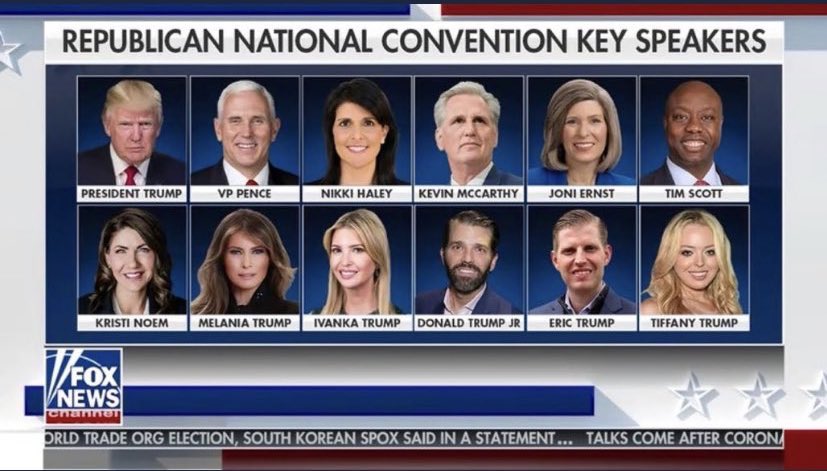 REPUBLICAN NATIONAL CONVENTION KEY SPEAKERS
PRESIDENT TRUMP VP PENCE NIKKI HALEY KEVIN MCCARTHY JONI ERNST TIM SCOTT
KRISTI NOEM MELANIA TRUMP IVANKA TRUMP DONALD TRUMP JR ERIC TRUMP TIFFANY TRUMP
FOX
NEWS
channel
ORLD TRADE ORG ELECTION, SOUTH KOREAN SPOX SAID IN A STATEMENT... TALKS COME AFTER CORONA